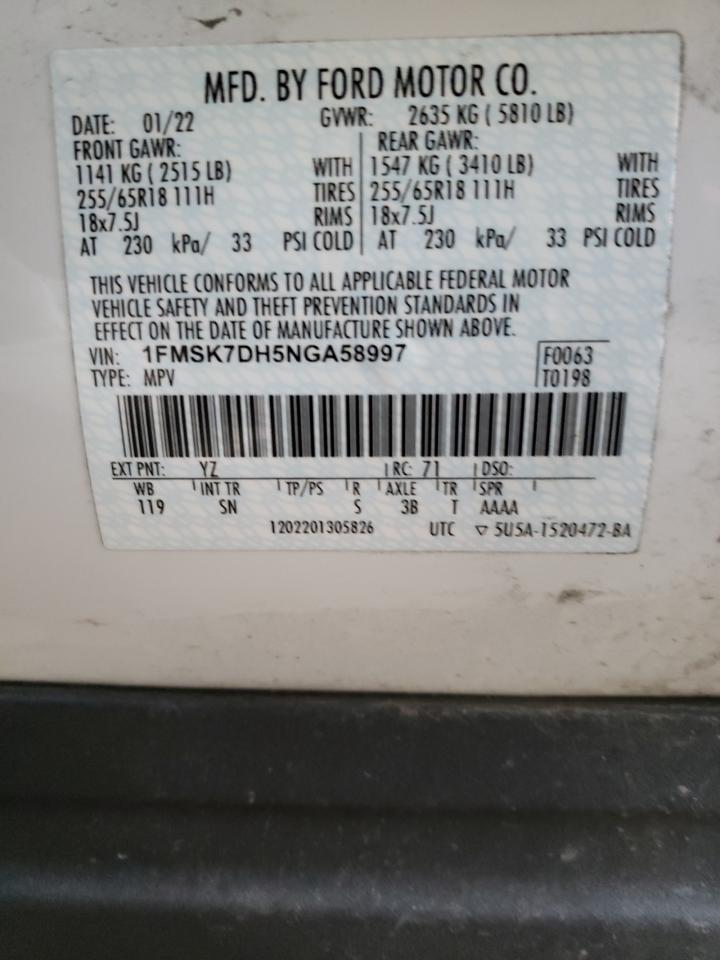 MFD. BY FORD MOTOR CO.
DATE: 01/22 GVWR: 2635 KG ( 5810 LB)
FRONT GAWR: REAR GAWR:
1141 KG ( 2515 LB) WITH 1547 KG ( 3410 LB) WITH
255/65R18 111H TIRES 255/65R18 111H TIRES
18x7.5J RIMS 18x7.5J RIMS
AT 230 kPa/ 33 PSI COLD AT 230 kPa/ 33 PSI COLD
THIS VEHICLE CONFORMS TO ALL APPLICABLE FEDERAL MOTOR
VEHICLE SAFETY AND THEFT PREVENTION STANDARDS IN
EFFECT ON THE DATE OF MANUFACTURE SHOWN ABOVE.
VIN: 1FMSK7DH5NGA58997 F0063
TYPE: MPV T0198
EXT PNT: YZ RC: 71 DSO:
WB INT TR TP/PS R AXLE TR SPR
119 SN S 3B T AAAA
1202201305826 UTC ▽ 5U5A-1520472-BA